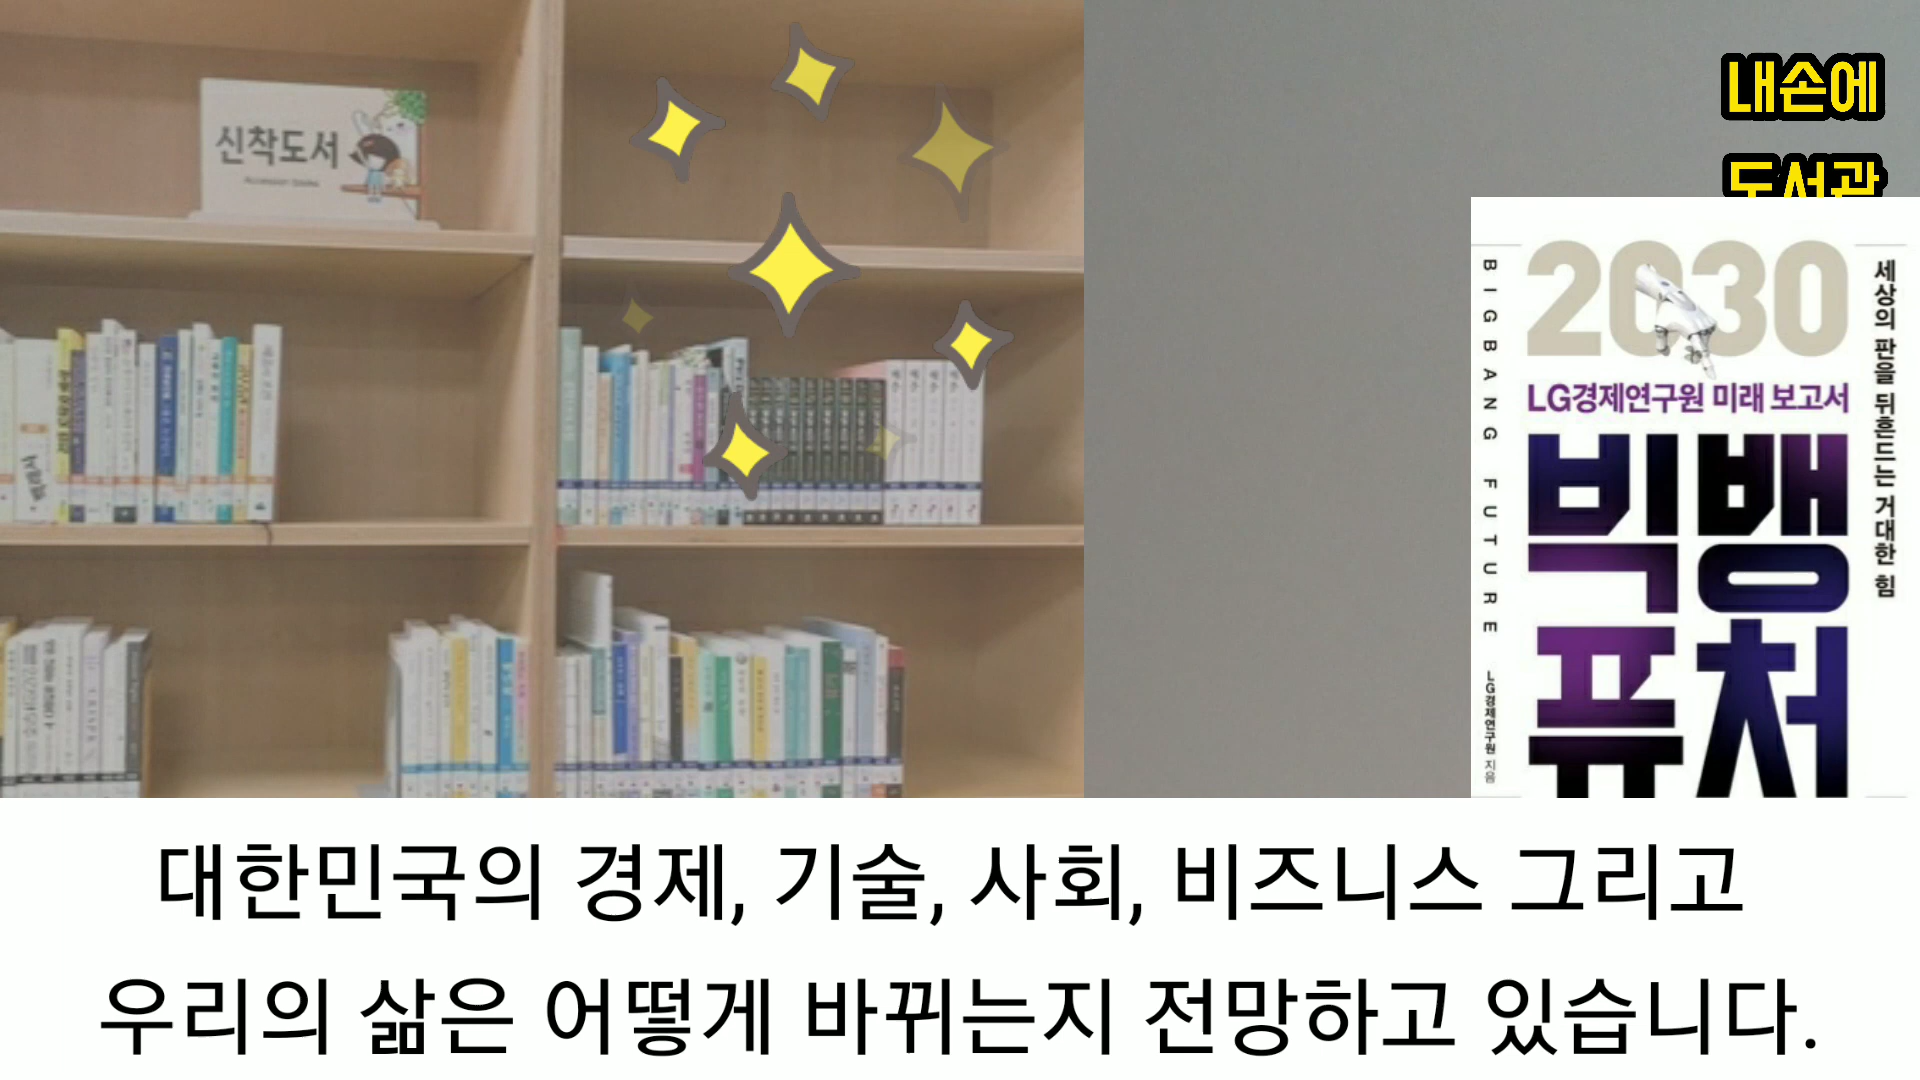 신착도서
내손에
도서관
2030
BIGBANG FUTURE
LG경제연구원 미래 보고서
빅뱅
퓨처
세상의 판을 뒤흔드는 거대한 힘
LG경제연구원 지음
대한민국의 경제, 기술, 사회, 비즈니스 그리고
우리의 삶은 어떻게 바뀌는지 전망하고 있습니다.